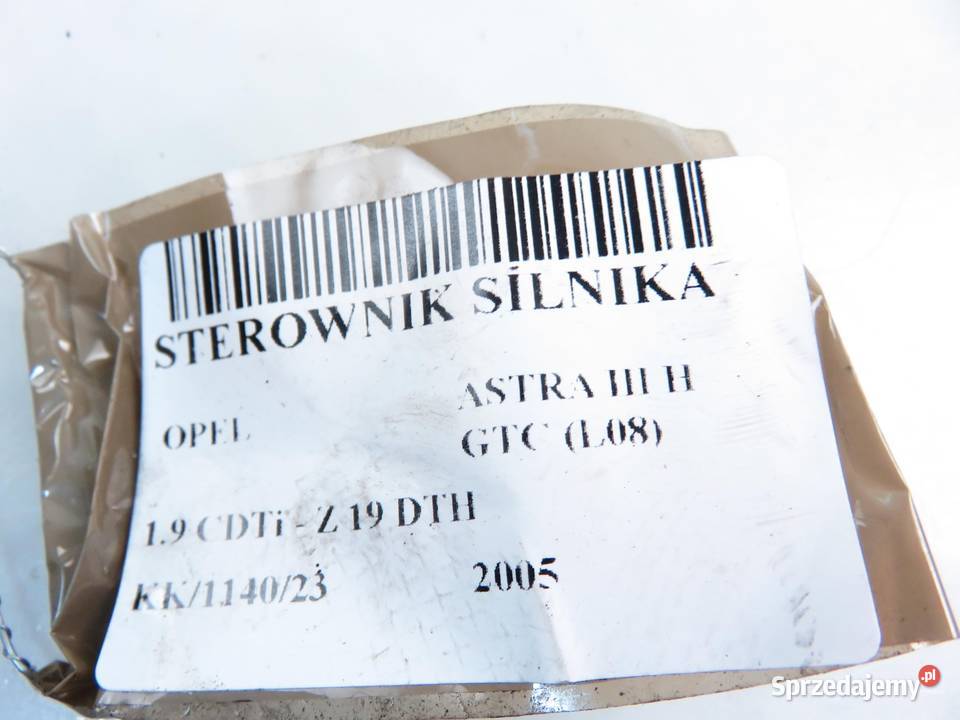 STEROWNIK SILNIKA
OPEL
ASTRA III H
GTC (L08)
1.9 CDTi - Z 19 DTH
KK/1140/23
2005
Sprzedajemy.pl